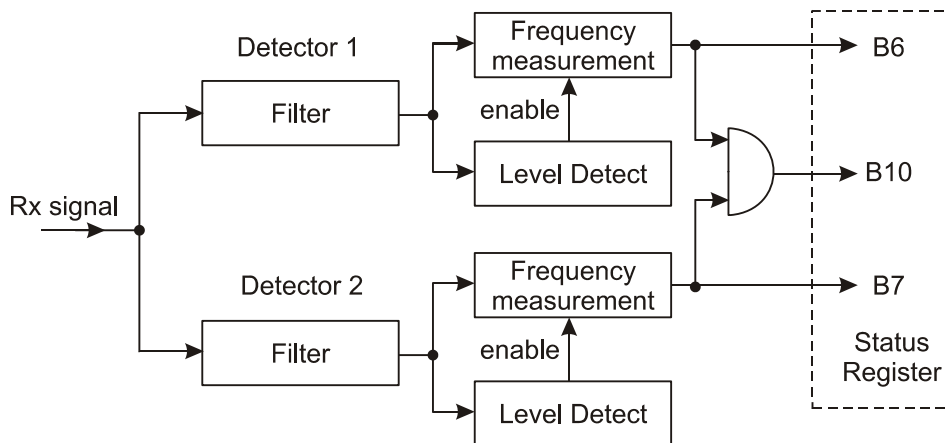 Detector 1
Filter
Frequency
measurement
enable
Level Detect
B6
B10
Rx signal
Detector 2
Filter
Frequency
measurement
enable
Level Detect
B7
Status
Register